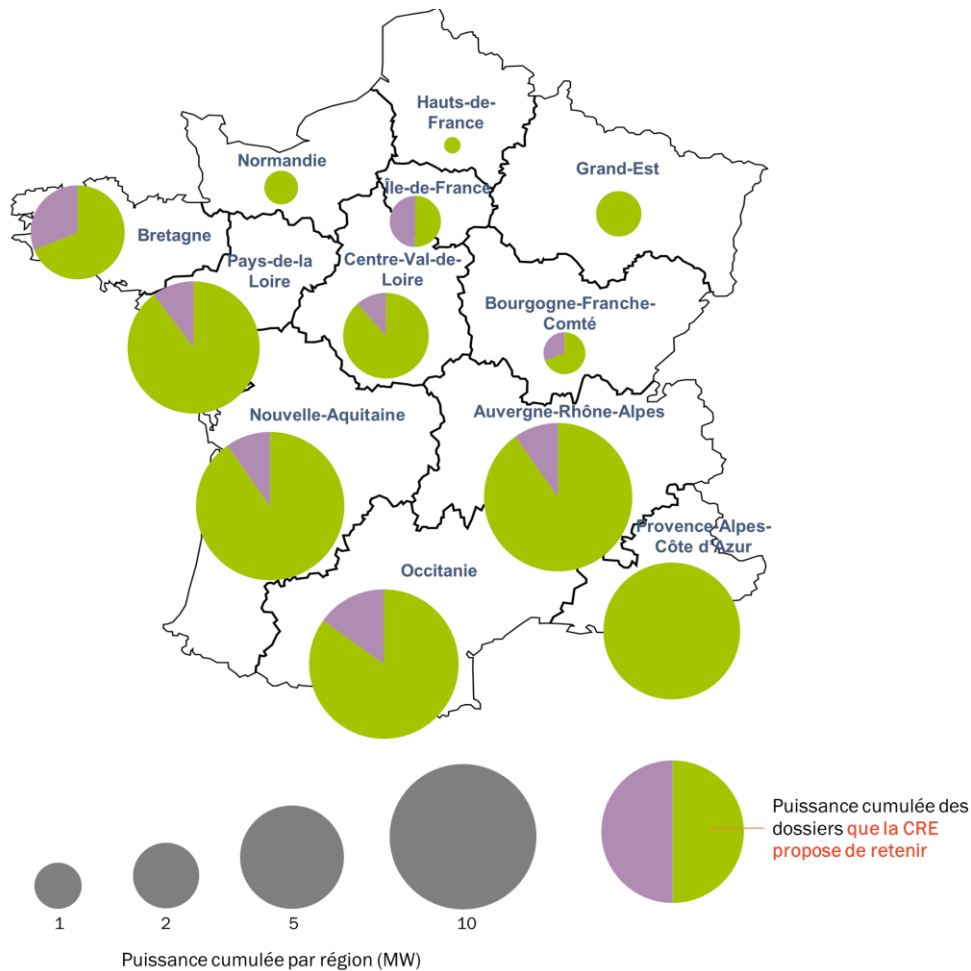 Hauts-de-
France
Normandie
Grand-Est
Île-de-France
Bretagne
Pays-de-la
Loire
Centre-Val-de-
Loire
Bourgogne-Franche-
Comté
Nouvelle-Aquitaine
Auvergne-Rhône-Alpes
Provence-Alpes-
Côte d'Azur
Occitanie
Puissance cumulée des
dossiers que la CRE
propose de retenir
1
2
5
10
Puissance cumulée par région (MW)